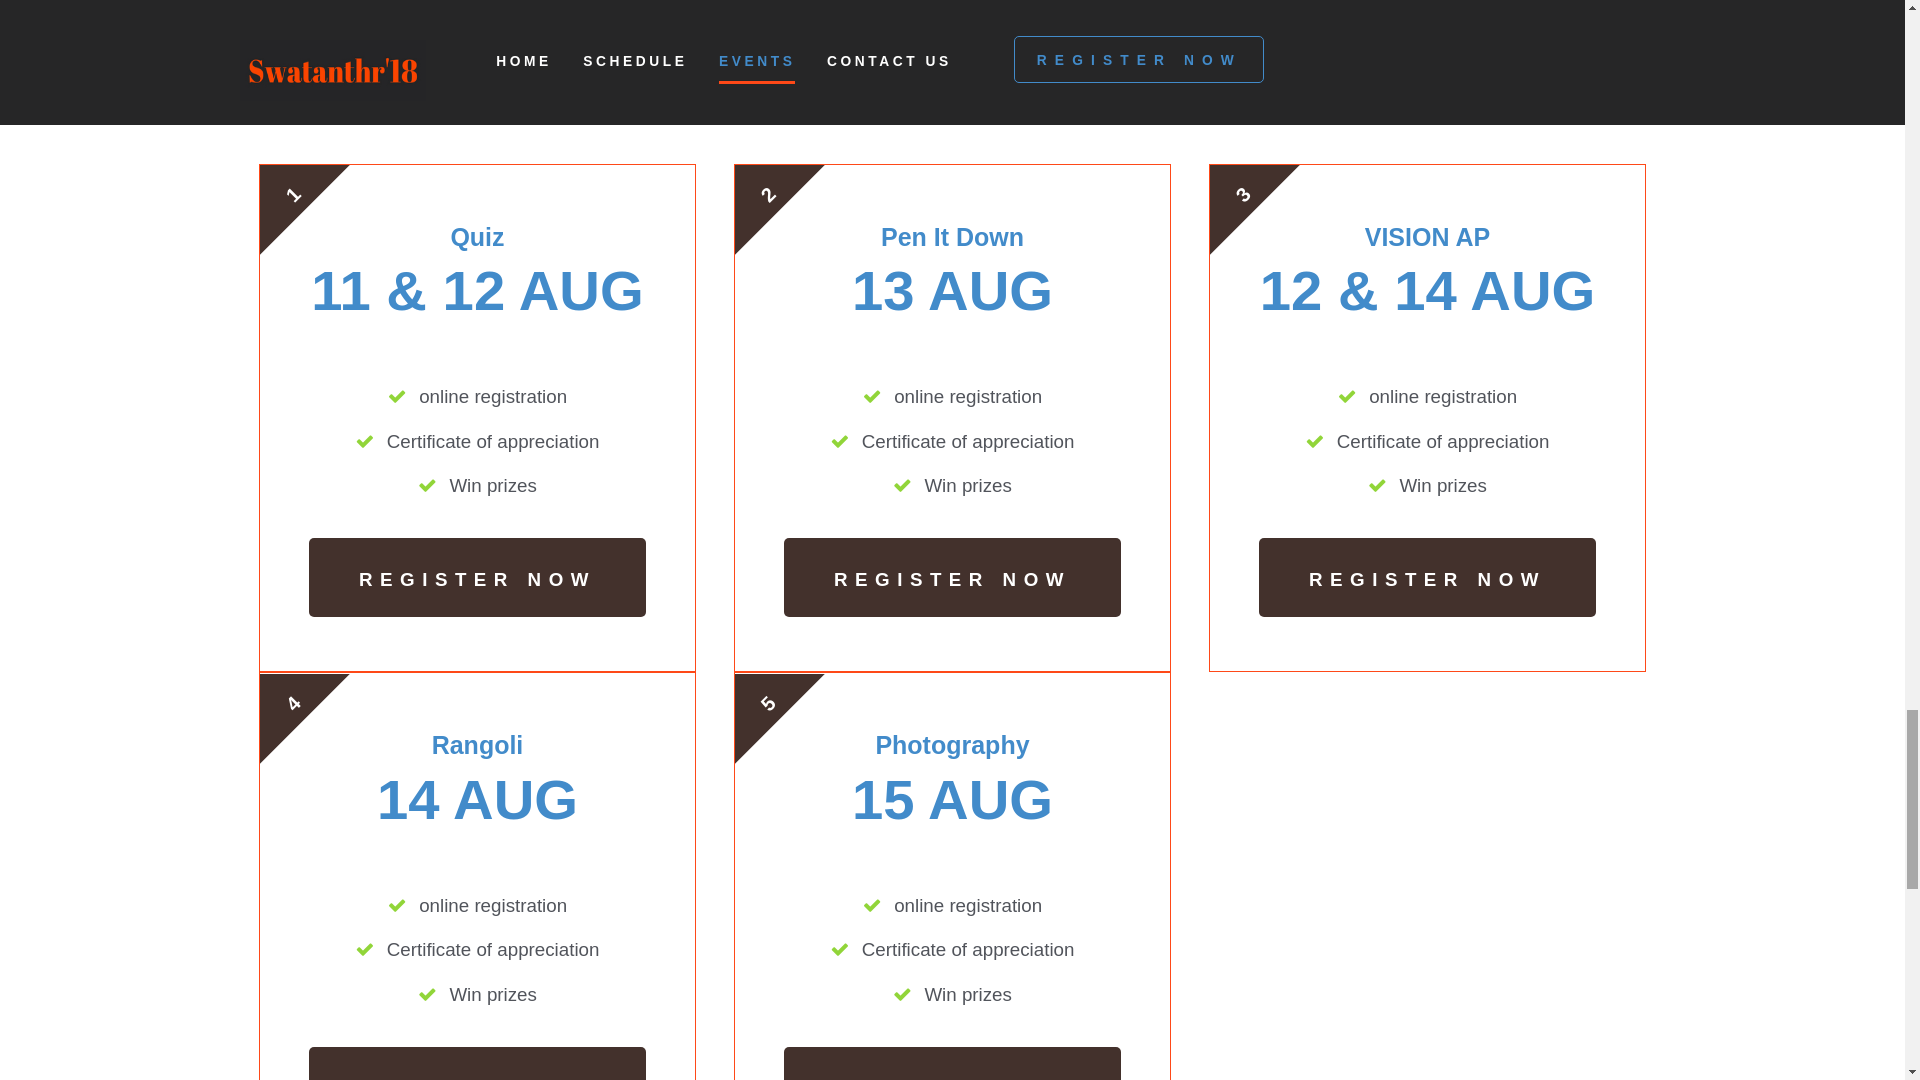 Swatanthr'18
HOME SCHEDULE EVENTS CONTACT US REGISTER NOW
1
Quiz
11 & 12 AUG
online registration
Certificate of appreciation
Win prizes
REGISTER NOW
2
Pen It Down
13 AUG
online registration
Certificate of appreciation
Win prizes
REGISTER NOW
3
VISION AP
12 & 14 AUG
online registration
Certificate of appreciation
Win prizes
REGISTER NOW
4
Rangoli
14 AUG
online registration
Certificate of appreciation
Win prizes
5
Photography
15 AUG
online registration
Certificate of appreciation
Win prizes